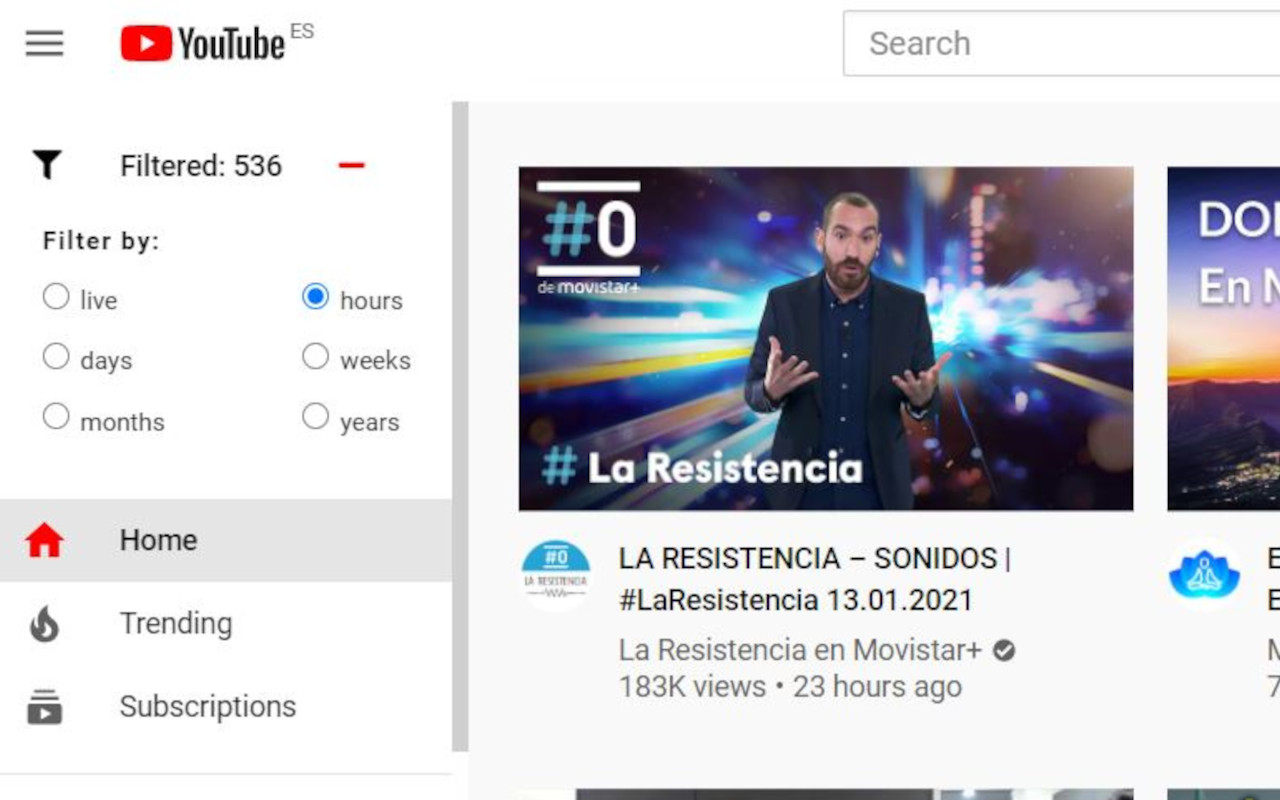 YouTube ES
Search
Filtered: 536
Filter by:
live
hours
days
weeks
months
years
Home
Trending
Subscriptions
#0
de movistar+
# La Resistencia
#0
LA RESISTENCIA
LA RESISTENCIA – SONIDOS |
#LaResistencia 13.01.2021
La Resistencia en Movistar+
183K views • 23 hours ago
DO
En
E
E
7